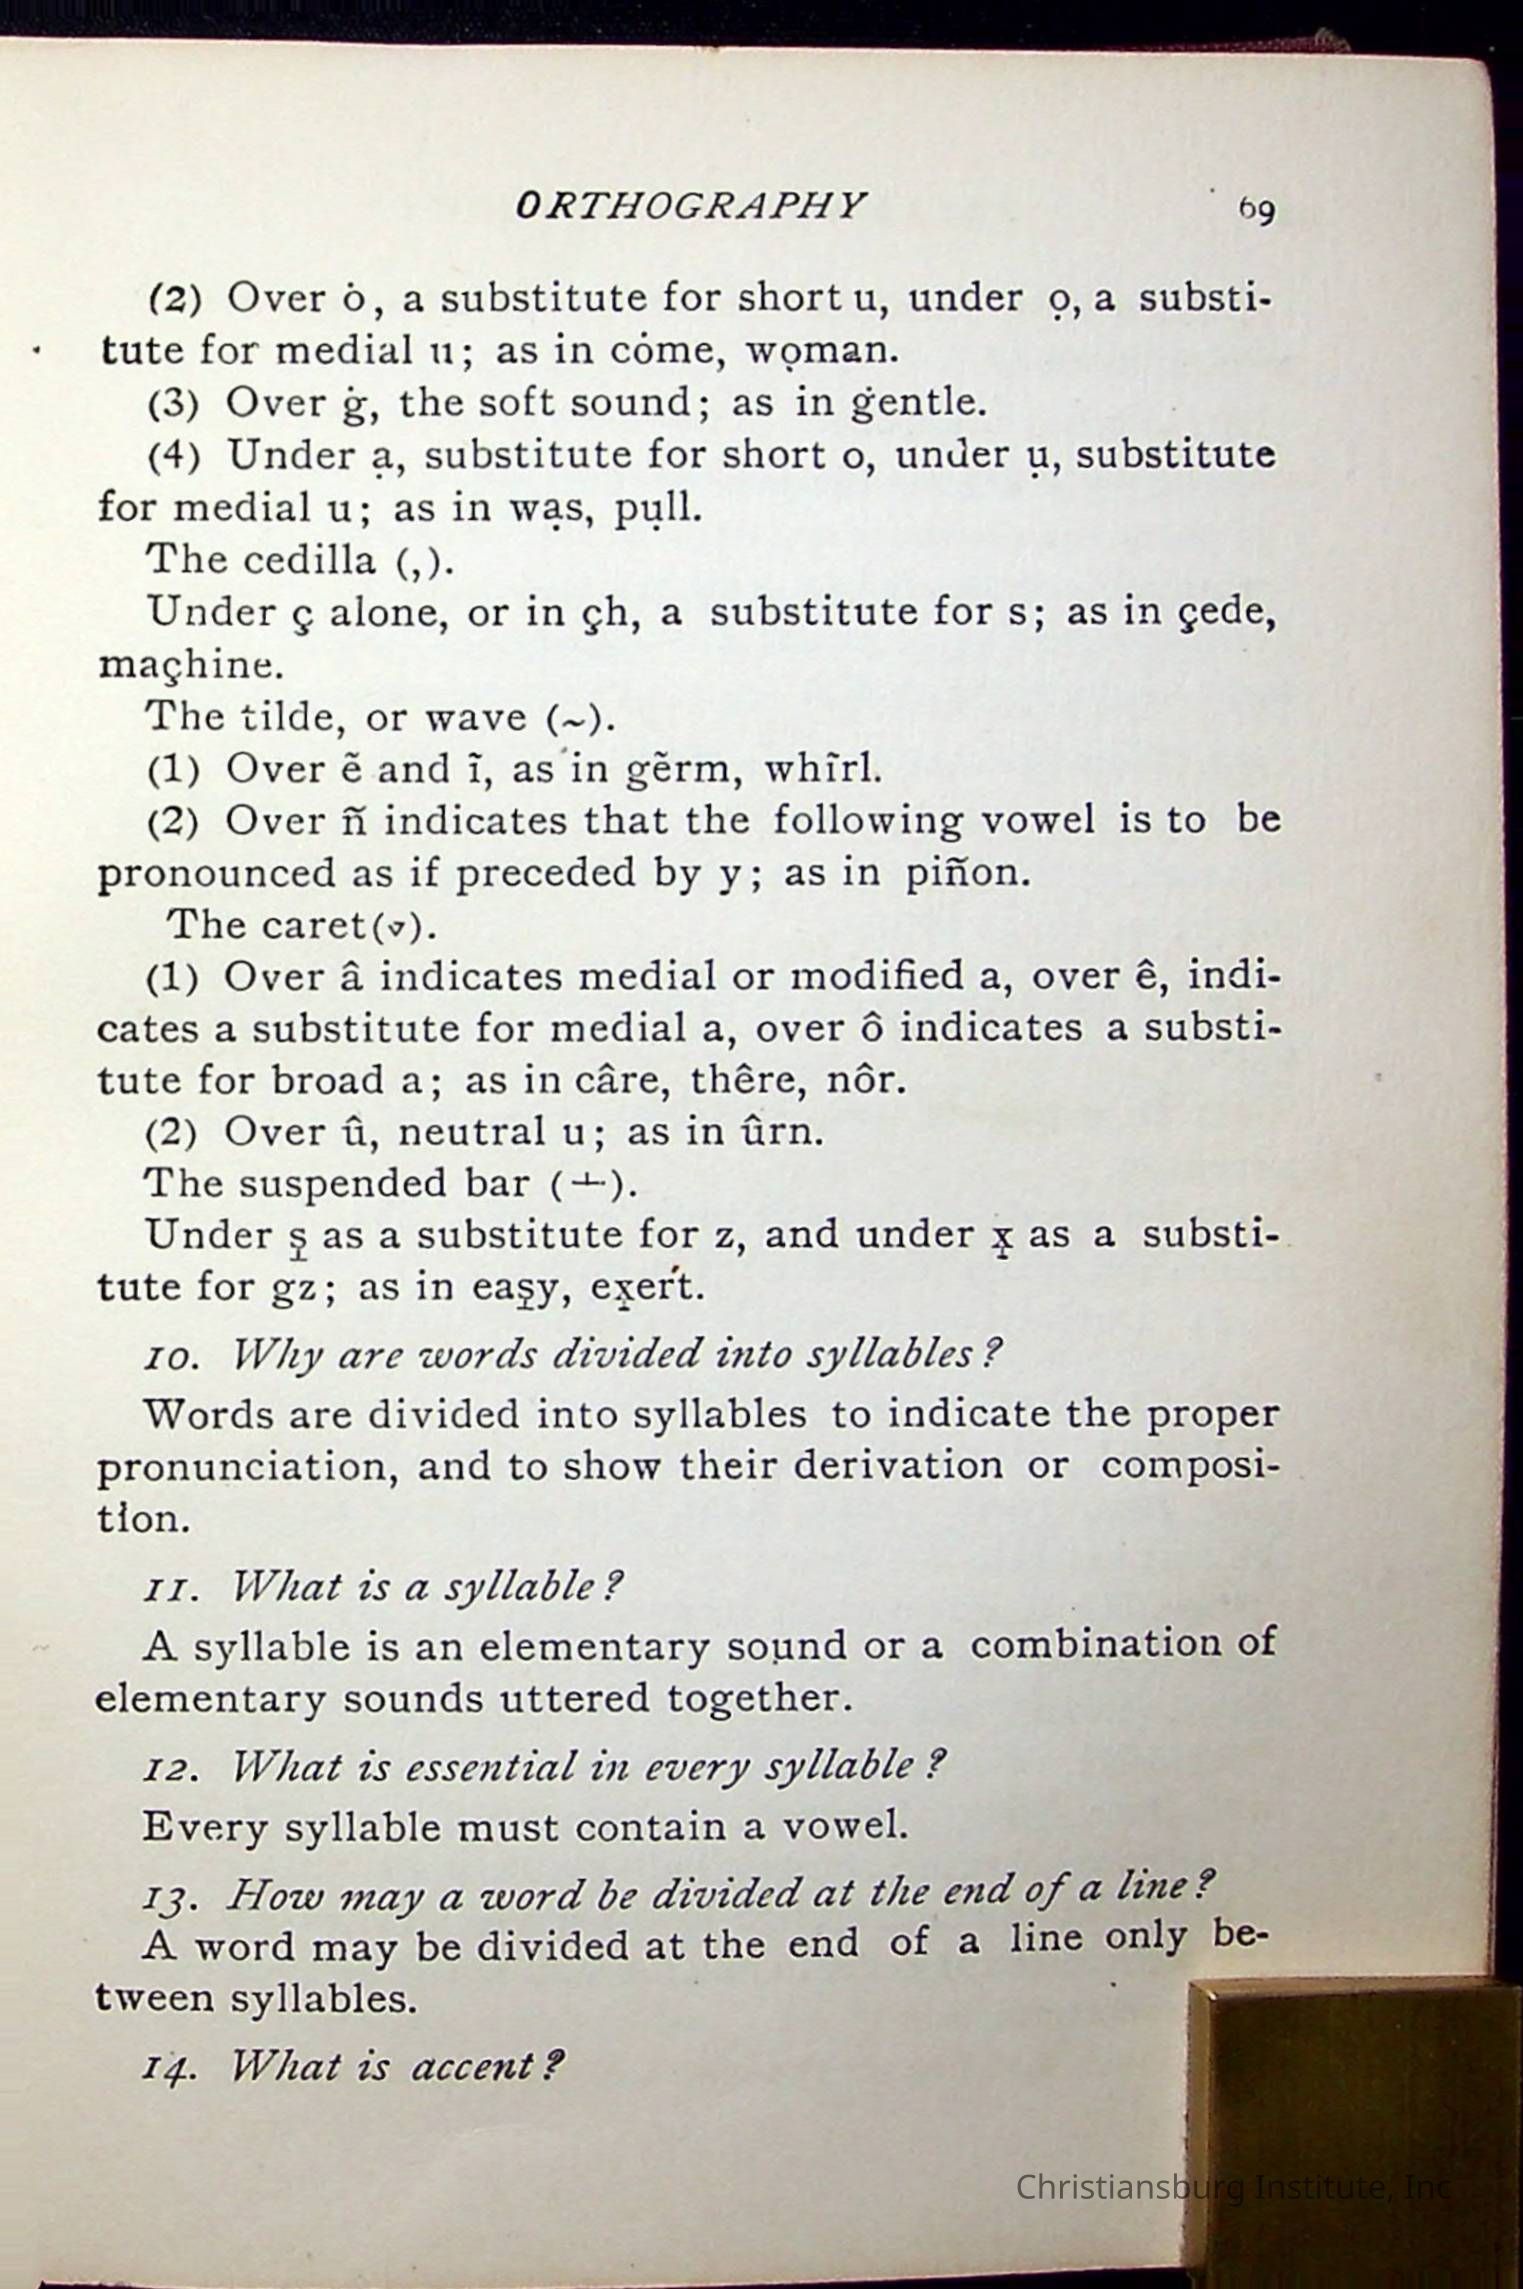 ORTHOGRAPHY 69
(2) Over ȯ, a substitute for short u, under ọ, a substi-
tute for medial u; as in cȯme, wọman.
(3) Over ġ, the soft sound; as in ġentle.
(4) Under ạ, substitute for short o, under ụ, substitute
for medial u; as in wạs, pụll.
The cedilla (,).
Under ç alone, or in çh, a substitute for s; as in çede,
maçhine.
The tilde, or wave (~).
(1) Over ẽ and ĩ, as in gẽrm, whĩrl.
(2) Over ñ indicates that the following vowel is to be
pronounced as if preceded by y; as in piñon.
The caret(▿).
(1) Over â indicates medial or modified a, over ê, indi-
cates a substitute for medial a, over ô indicates a substi-
tute for broad a; as in câre, thêre, nôr.
(2) Over û, neutral u; as in ûrn.
The suspended bar (⊥).
Under s̝ as a substitute for z, and under x̝ as a substi-
tute for gz; as in eas̝y, ex̝er't.
10. Why are words divided into syllables?
Words are divided into syllables to indicate the proper
pronunciation, and to show their derivation or composi-
tion.
11. What is a syllable?
A syllable is an elementary sound or a combination of
elementary sounds uttered together.
12. What is essential in every syllable?
Every syllable must contain a vowel.
13. How may a word be divided at the end of a line?
A word may be divided at the end of a line only be-
tween syllables.
14. What is accent?
Christiansburg Institute, Inc